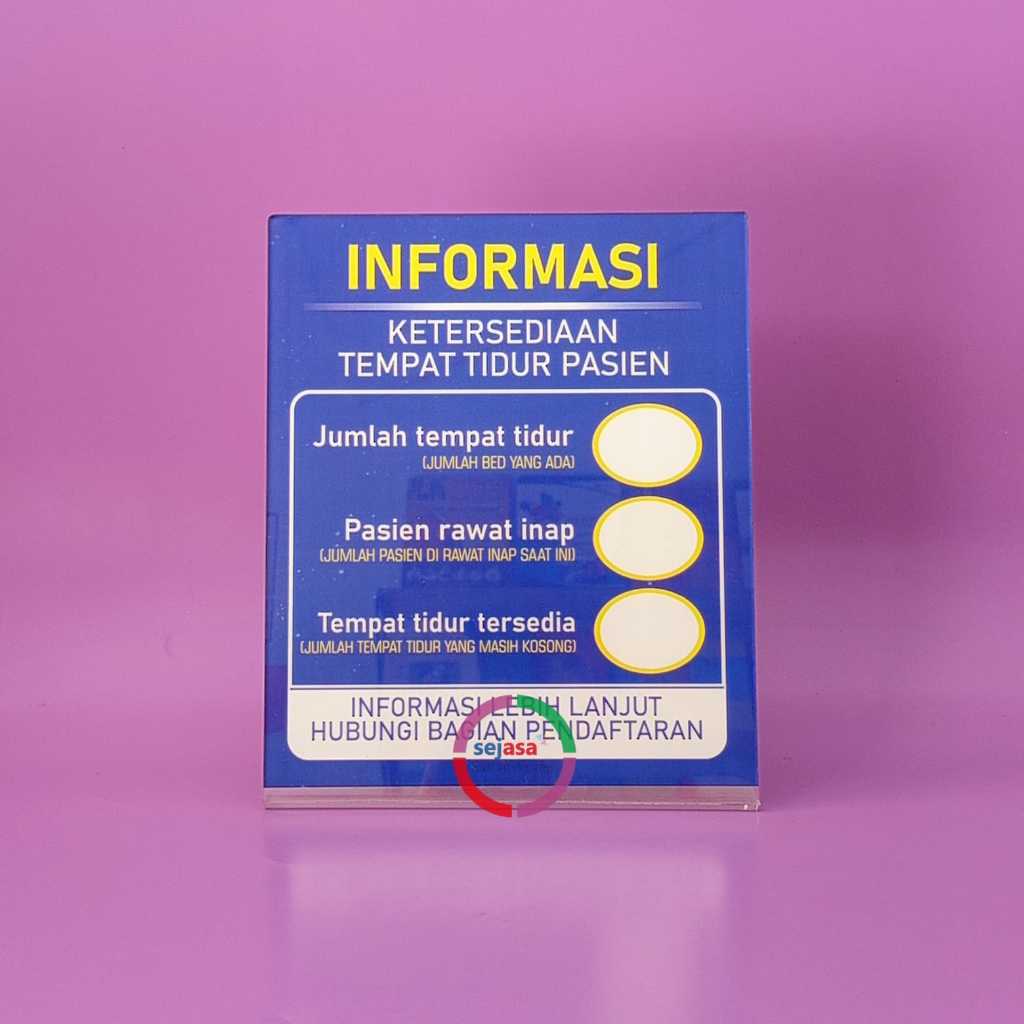 INFORMASI
KETERSEDIAAN
TEMPAT TIDUR PASIEN
Jumlah tempat tidur
(JUMLAH BED YANG ADA)
Pasien rawat inap
(JUMLAH PASIEN DI RAWAT INAP SAAT INI)
Tempat tidur tersedia
(JUMLAH TEMPAT TIDUR YANG MASIH KOSONG)
INFORMASI LEBIH LANJUT
HUBUNGI BAGIAN PENDAFTARAN
sejasa